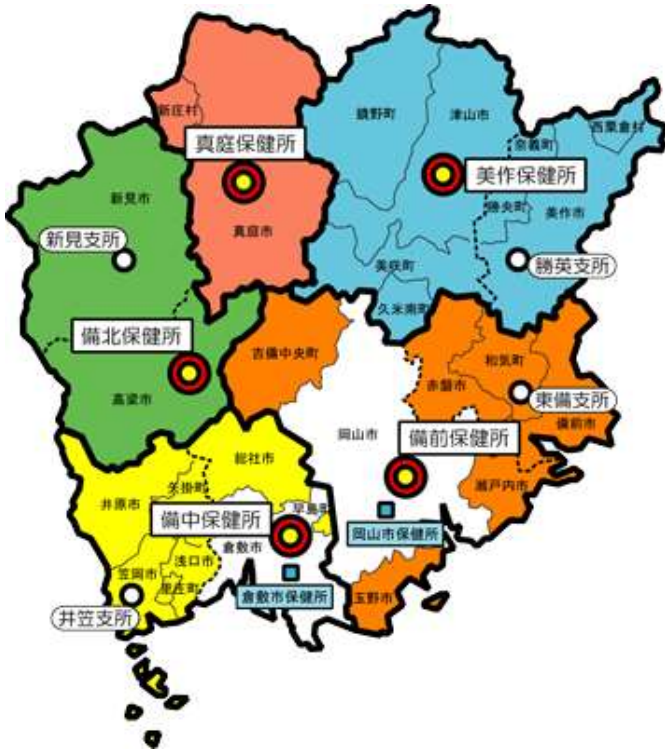 新庄村
真庭保健所
真庭市
鏡野町
津山市
奈義町
西粟倉村
美作保健所
勝央町
美作市
勝英支所
美咲町
久米南町
新見市
新見支所
備北保健所
高梁市
吉備中央町
赤磐市
和気町
東備支所
備前市
岡山市
備前保健所
瀬戸内市
岡山市保健所
総社市
矢掛町
井原市
備中保健所
早島町
倉敷市
浅口市
笠岡市
里庄町
倉敷市保健所
井笠支所
玉野市